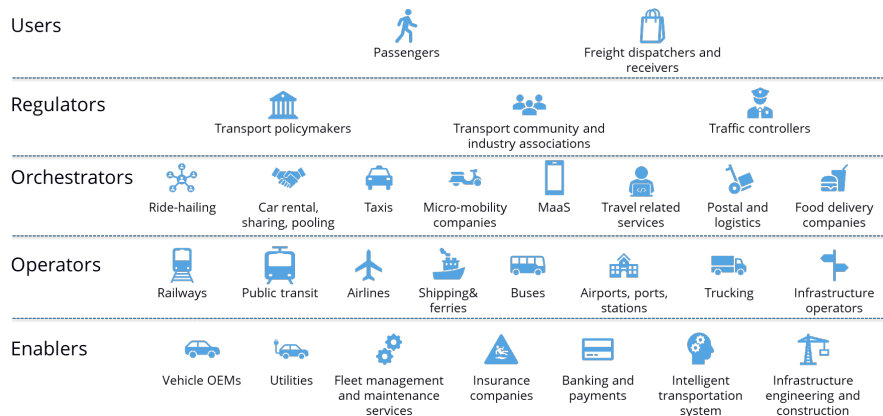 Users
Passengers
Freight dispatchers and
receivers
Regulators
Transport policymakers
Transport community and
industry associations
Traffic controllers
Orchestrators
Ride-hailing
Car rental,
sharing, pooling
Taxis
Micro-mobility
companies
MaaS
Travel related
services
Postal and
logistics
Food delivery
companies
Operators
Railways
Public transit
Airlines
Shipping&
ferries
Buses
Airports, ports,
stations
Trucking
Infrastructure
operators
Enablers
Vehicle OEMs
Utilities
Fleet management
and maintenance
services
Insurance
companies
Banking and
payments
Intelligent
transportation
system
Infrastructure
engineering and
construction